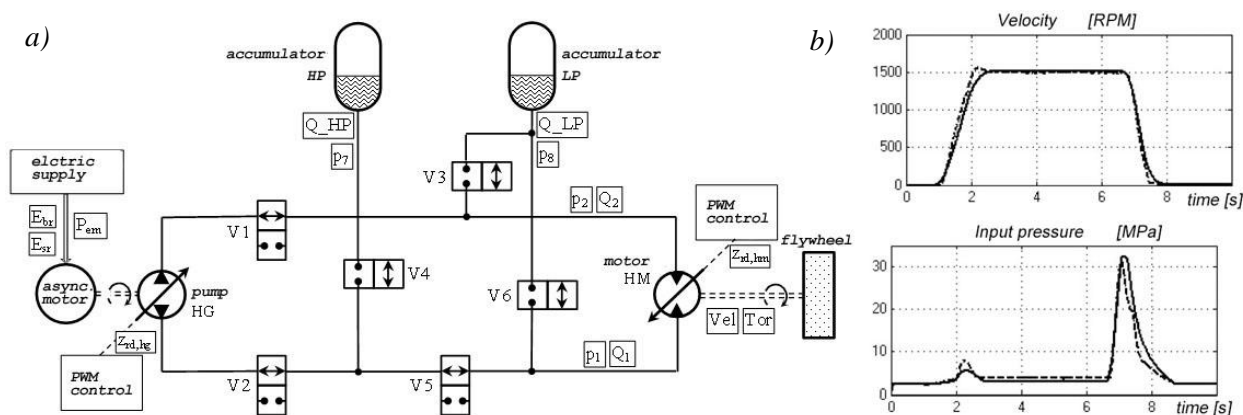 a)
accumulator
HP
accumulator
LP
Q_HP
p7
Q_LP
p8
elctric
supply
Ebr
Pem
Esr
async.
motor
pump
HG
Zrd,hg
PWM
control
V1
V2
V3
V4
V5
V6
p2 Q2
p1 Q1
motor
HM
PWM
control
Zrd,hm
flywheel
Vel Tor
b)
Velocity [RPM]
2000
1500
1000
500
0
0 2 4 6 8
time [s]
Input pressure [MPa]
30
20
10
0
0 2 4 6 8
time [s]